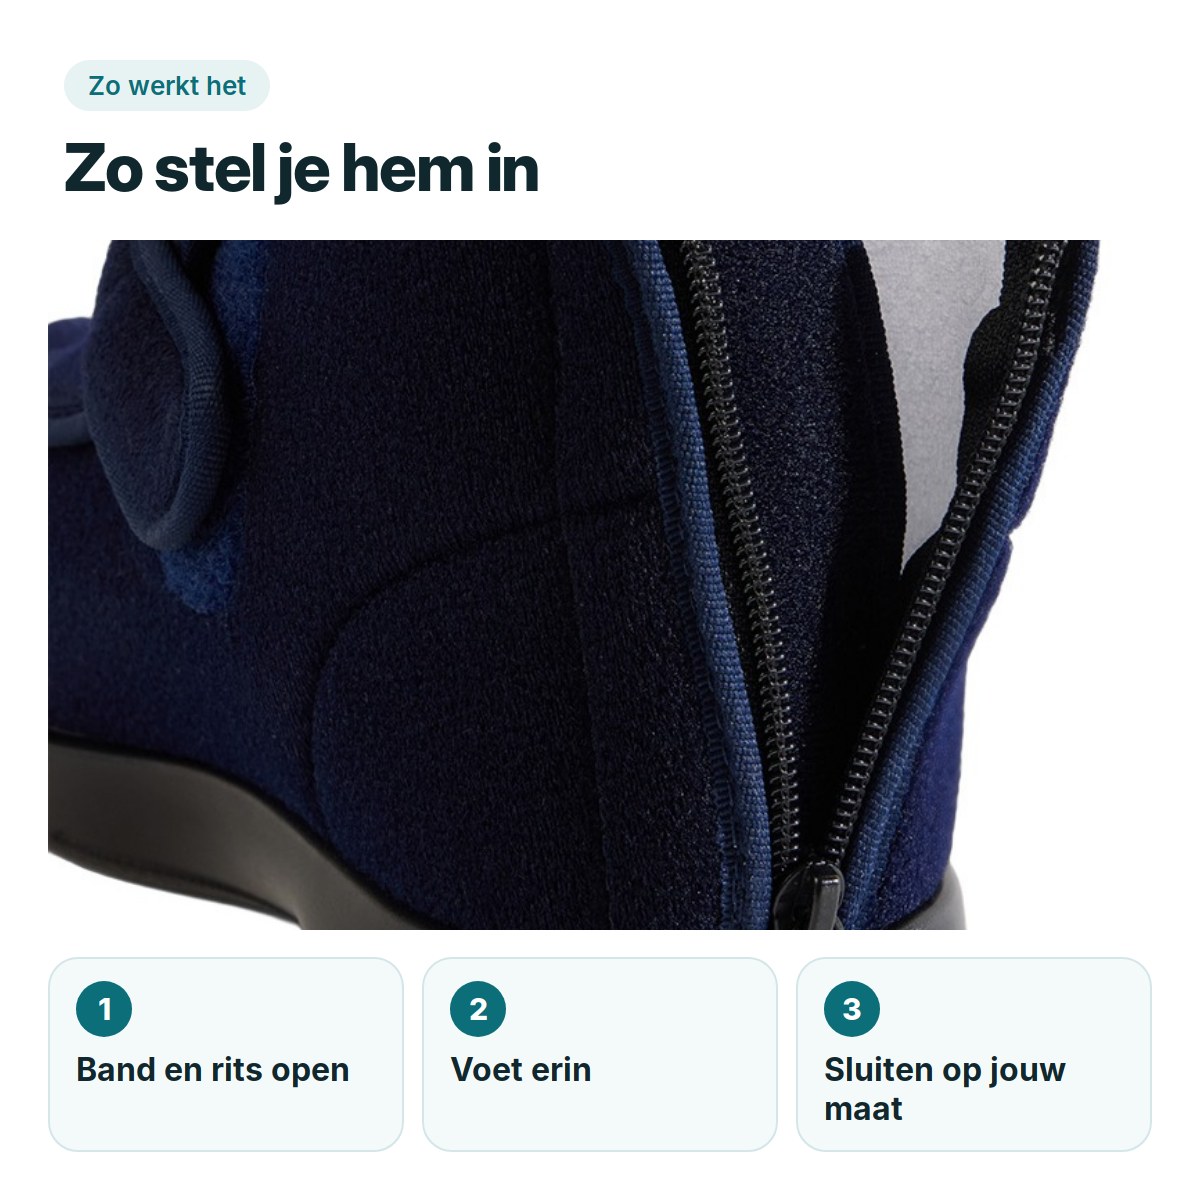 Zo werkt het
Zo stel je hem in
1
Band en rits open
2
Voet erin
3
Sluiten op jouw
maat